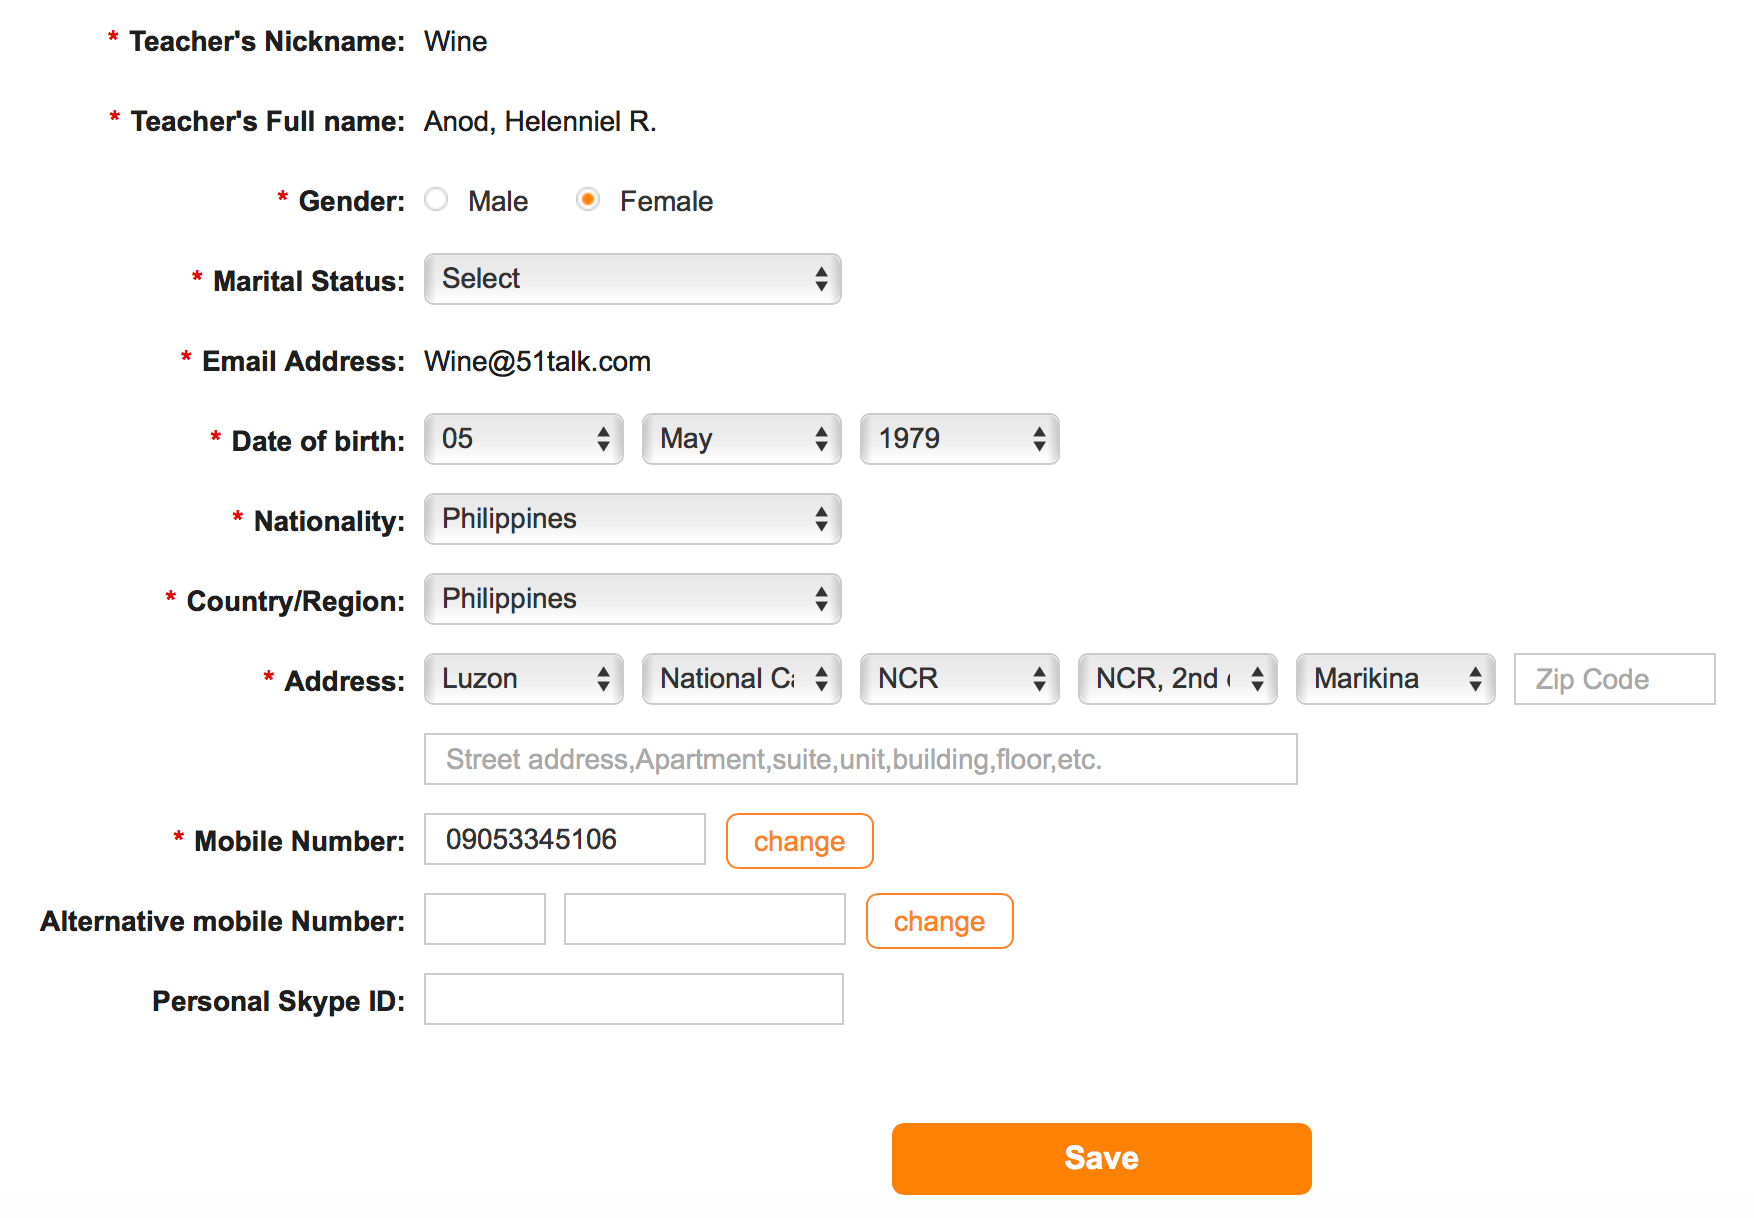 * Teacher's Nickname: Wine
* Teacher's Full name: Anod, Helenniel R.
* Gender: Male Female
* Marital Status: Select
* Email Address: Wine@51talk.com
* Date of birth: 05 May 1979
* Nationality: Philippines
* Country/Region: Philippines
* Address: Luzon National NCR NCR, 2nd Marikina Zip Code
Street address,Apartment,suite,unit,building,floor,etc.
* Mobile Number: 09053345106 change
Alternative mobile Number: change
Personal Skype ID:
Save